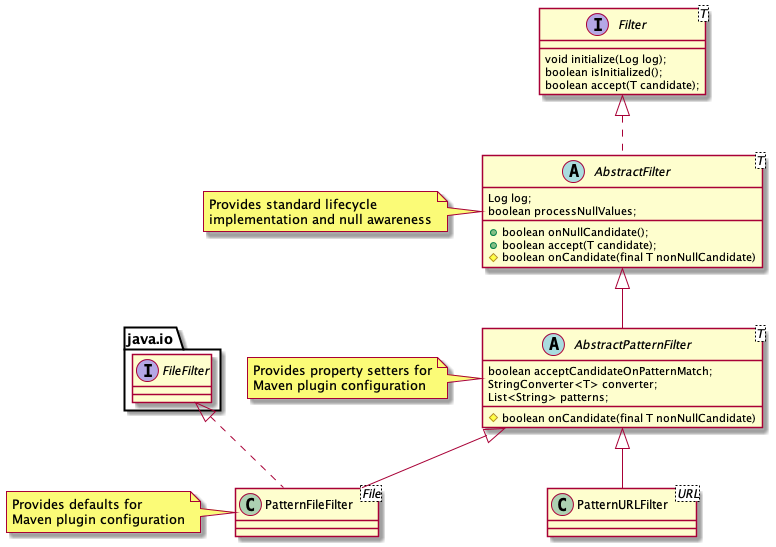 I Filter
T
void initialize(Log log);
boolean isInitialized();
boolean accept(T candidate);
A AbstractFilter
T
Log log;
boolean processNullValues;
boolean onNullCandidate();
boolean accept(T candidate);
boolean onCandidate(final T nonNullCandidate)
Provides standard lifecycle
implementation and null awareness
java.io
I FileFilter
Provides property setters for
Maven plugin configuration
A AbstractPatternFilter
T
boolean acceptCandidateOnPatternMatch;
StringConverter<T> converter;
List<String> patterns;
boolean onCandidate(final T nonNullCandidate)
Provides defaults for
Maven plugin configuration
C PatternFileFilter
File
C PatternURLFilter
URL